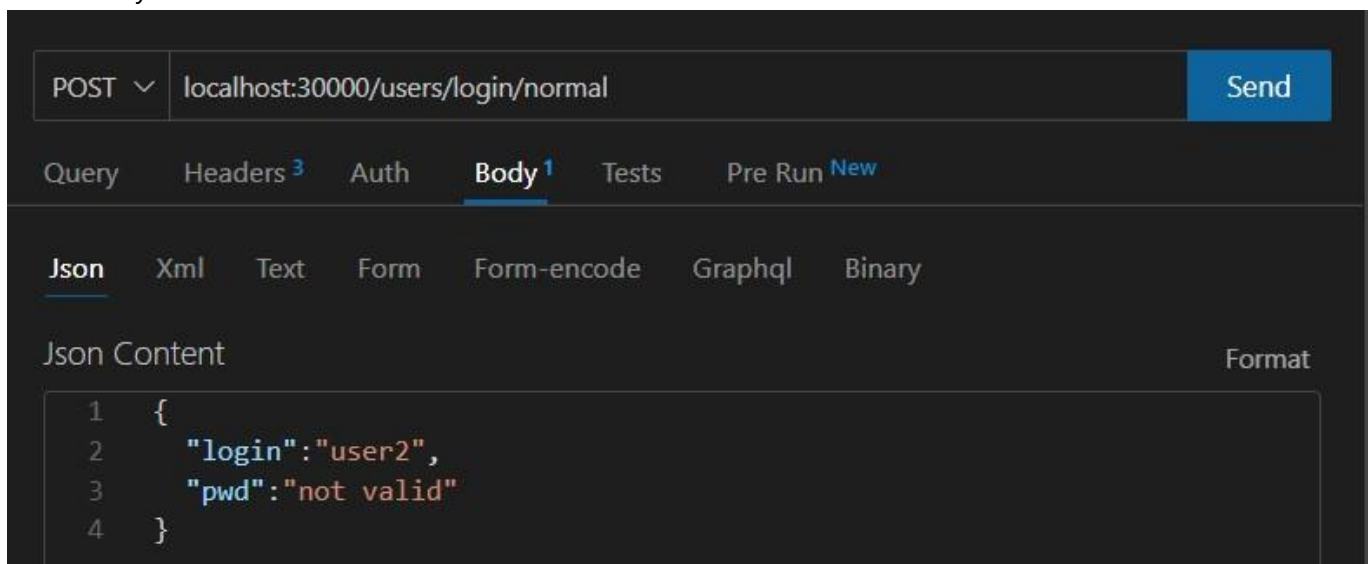 POST localhost:30000/users/login/normal Send
Query Headers 3 Auth Body 1 Tests Pre Run New
Json Xml Text Form Form-encode Graphql Binary
Json Content Format
1 {
2 "login":"user2",
3 "pwd":"not valid"
4 }